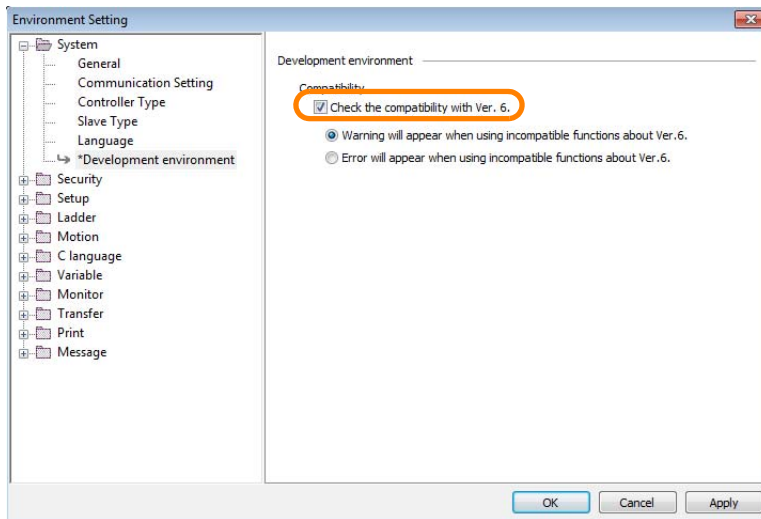 Environment Setting
System
General
Communication Setting
Controller Type
Slave Type
Language
*Development environment
Security
Setup
Ladder
Motion
C language
Variable
Monitor
Transfer
Print
Message
Development environment
Compatibility
Check the compatibility with Ver. 6.
Warning will appear when using incompatible functions about Ver.6.
Error will appear when using incompatible functions about Ver.6.
OK Cancel Apply